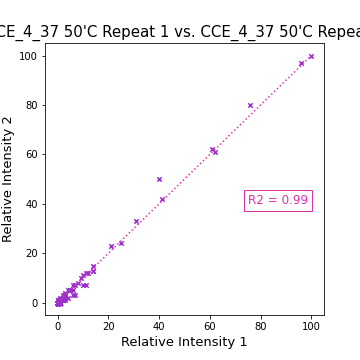 CE_4_37 50'C Repeat 1 vs. CCE_4_37 50'C Repea
100
80
60
40
20
0
Relative Intensity 2
R2 = 0.99
0 20 40 60 80 100
Relative Intensity 1